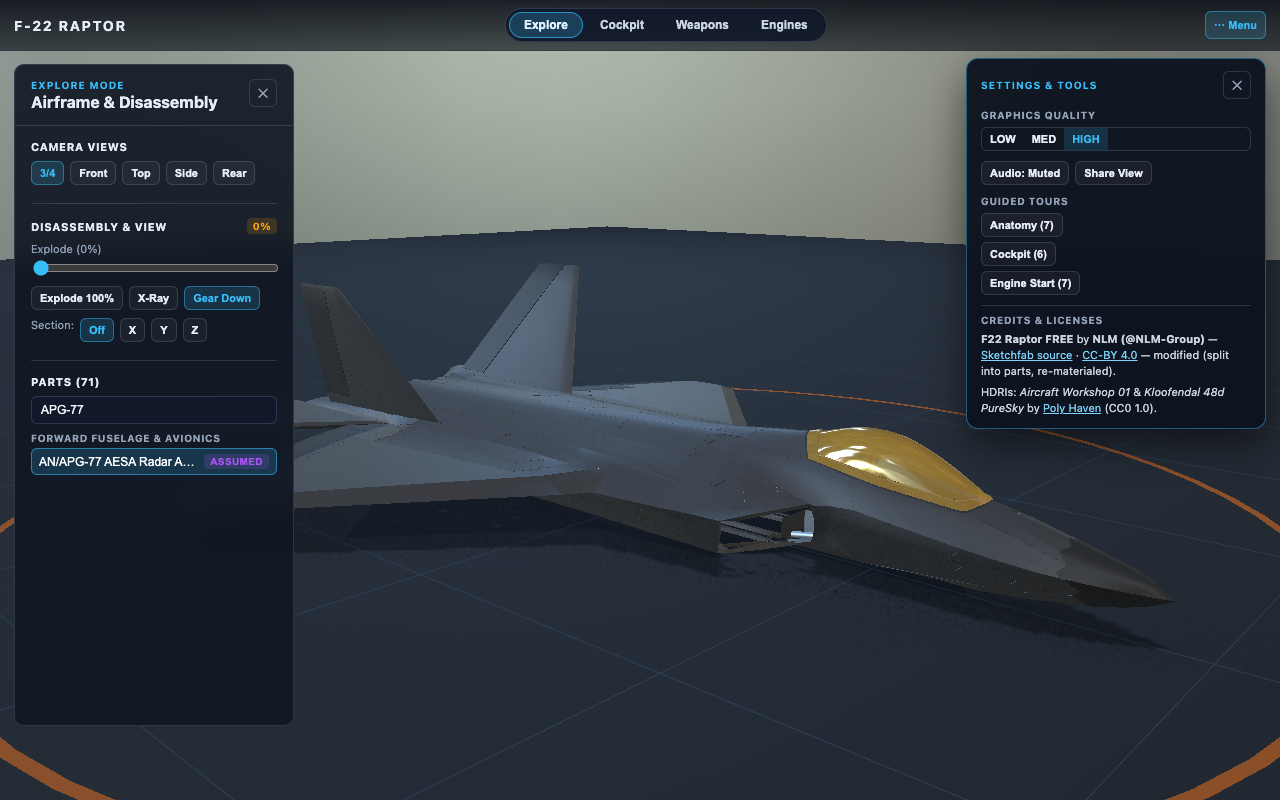 F-22 RAPTOR
Explore
Cockpit
Weapons
Engines
··· Menu
EXPLORE MODE
Airframe & Disassembly
CAMERA VIEWS
3/4
Front
Top
Side
Rear
DISASSEMBLY & VIEW
0%
Explode (0%)
Explode 100%
X-Ray
Gear Down
Section:
Off
X
Y
Z
PARTS (71)
APG-77
FORWARD FUSELAGE & AVIONICS
AN/APG-77 AESA Radar A...
ASSUMED
SETTINGS & TOOLS
GRAPHICS QUALITY
LOW
MED
HIGH
Audio: Muted
Share View
GUIDED TOURS
Anatomy (7)
Cockpit (6)
Engine Start (7)
CREDITS & LICENSES
F22 Raptor FREE by NLM (@NLM-Group) —
Sketchfab source · CC-BY 4.0 — modified (split
into parts, re-materialed).
HDRIs: Aircraft Workshop 01 & Kloofendal 48d
PureSky by Poly Haven (CC0 1.0).